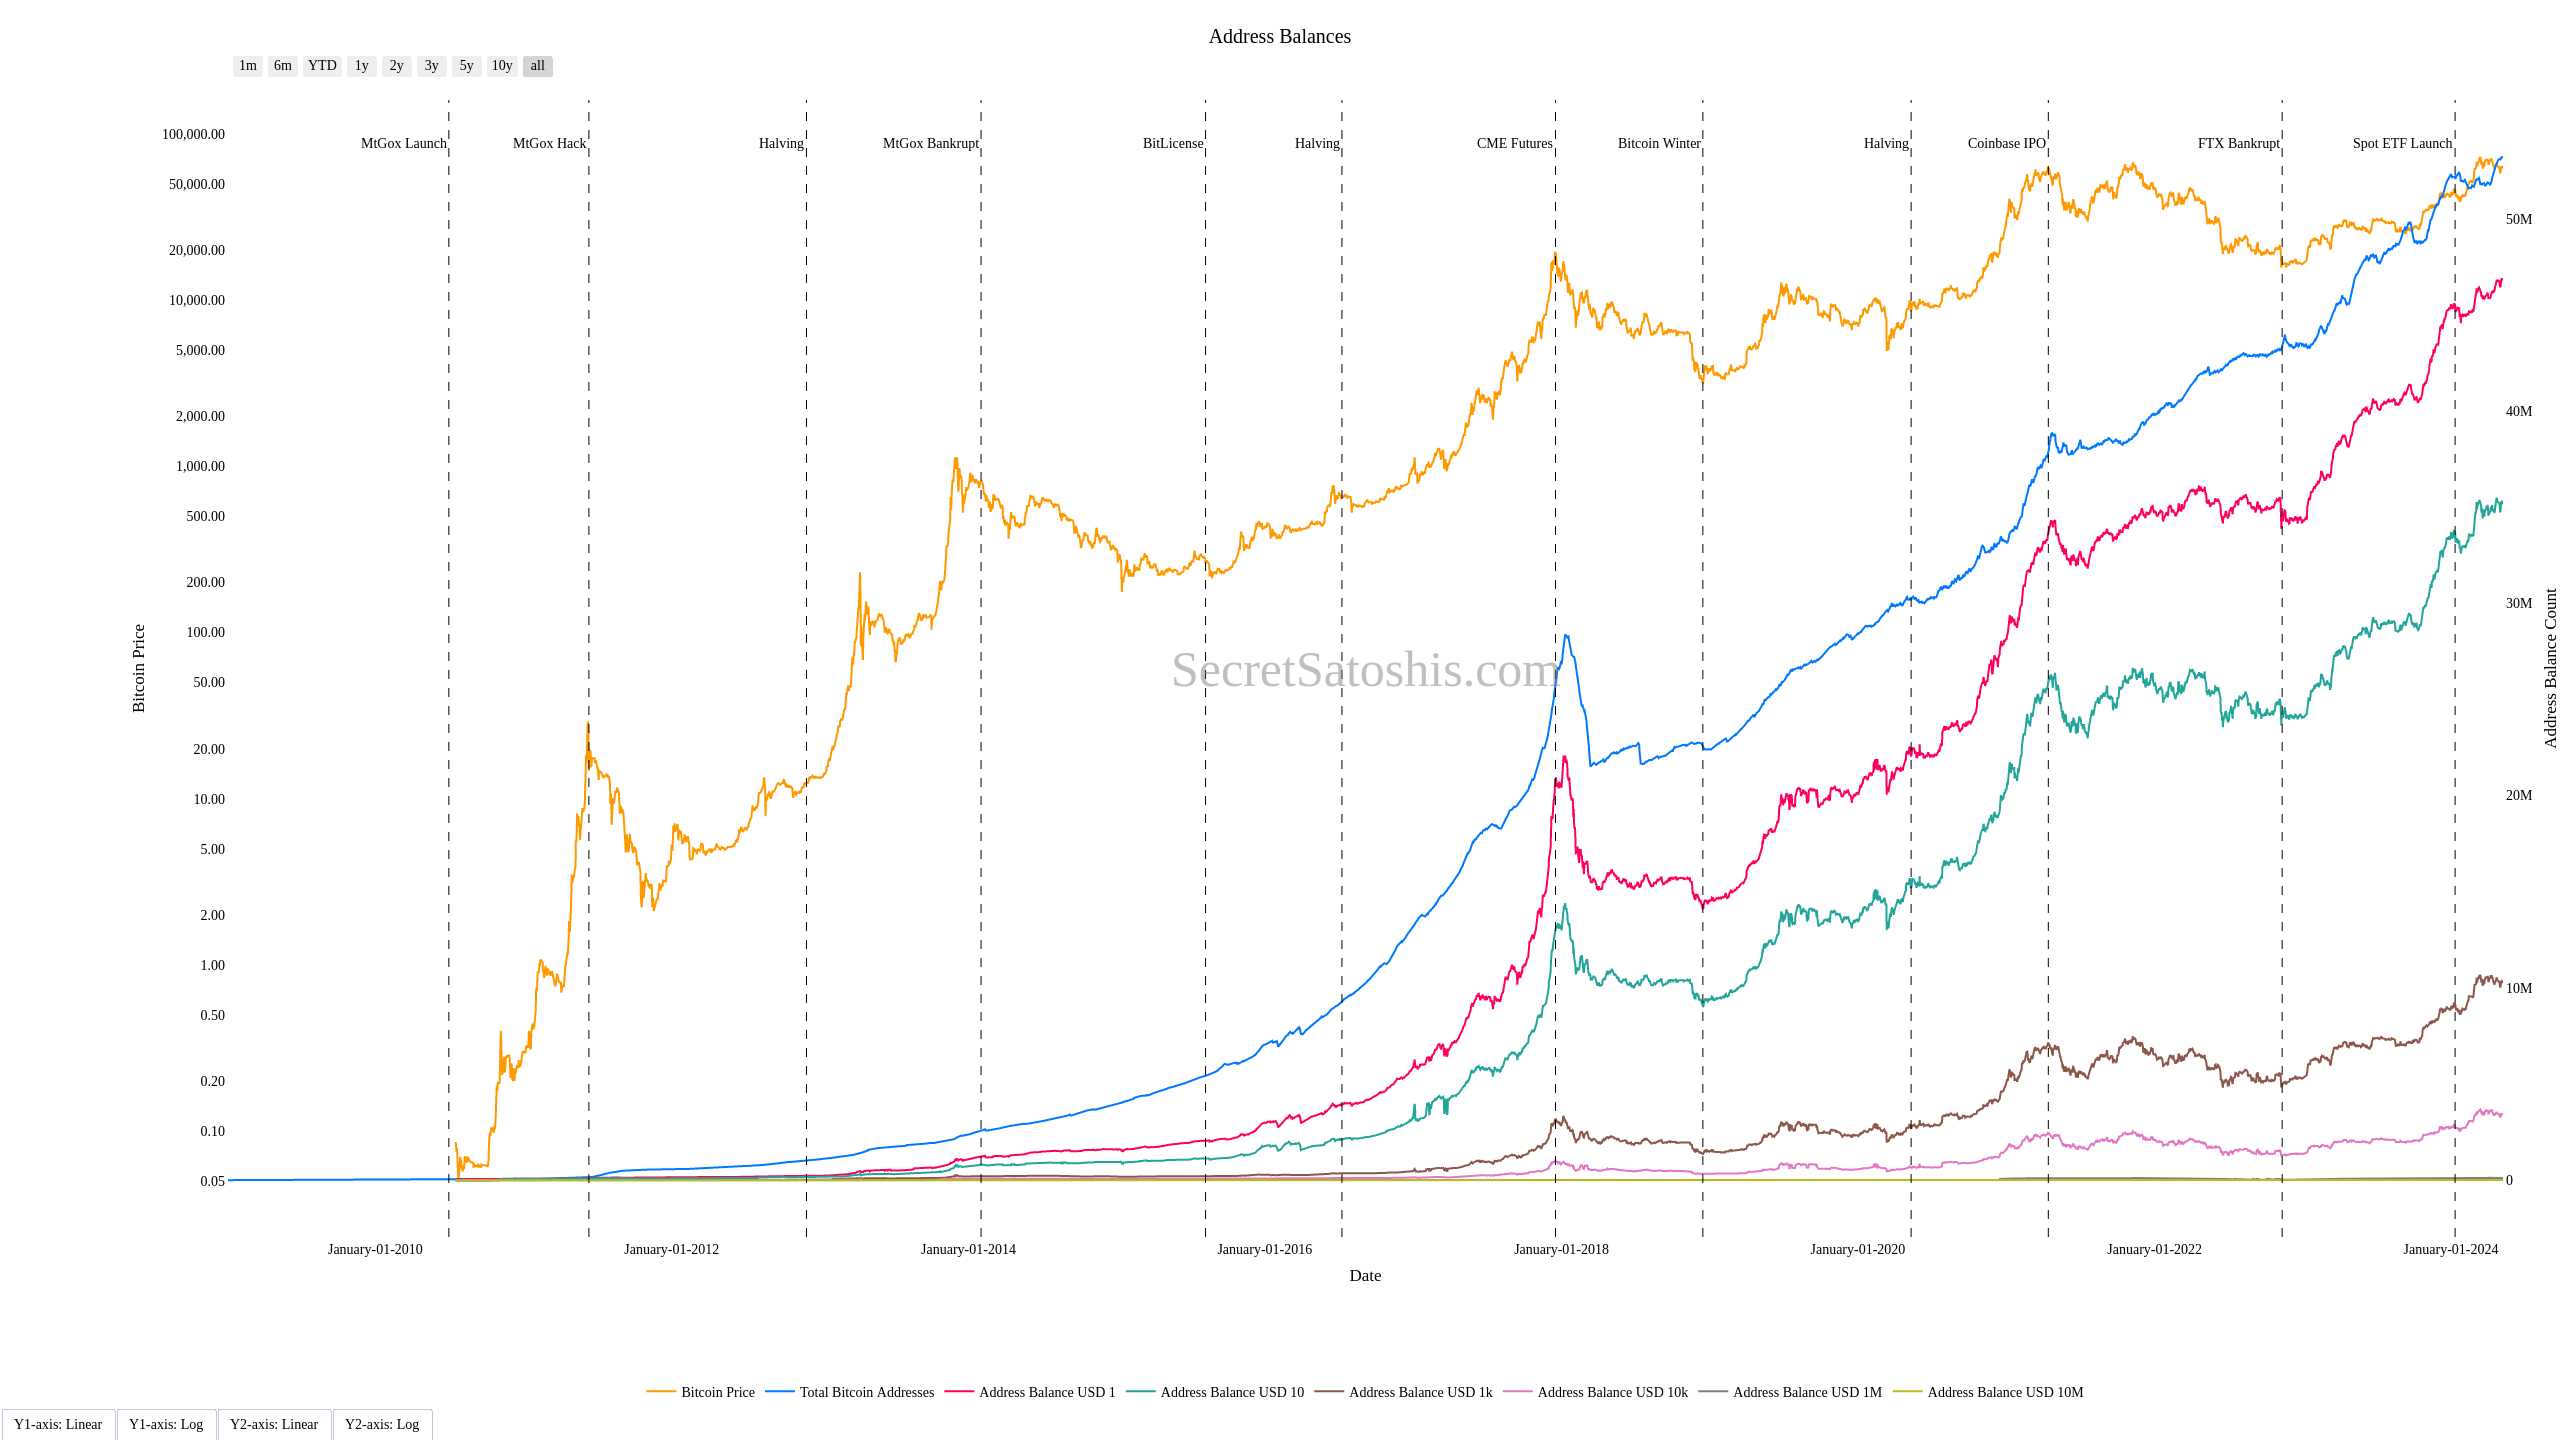 Address Balances
1m 6m YTD 1y 2y 3y 5y 10y all
MtGox Launch MtGox Hack Halving MtGox Bankrupt BitLicense Halving CME Futures Bitcoin Winter Halving Coinbase IPO FTX Bankrupt Spot ETF Launch
100,000.00
50,000.00
20,000.00
10,000.00
5,000.00
2,000.00
1,000.00
500.00
200.00
100.00
50.00
20.00
10.00
5.00
2.00
1.00
0.50
0.20
0.10
0.05
Bitcoin Price
SecretSatoshis.com
50M
40M
30M
20M
10M
0
Address Balance Count
January-01-2010 January-01-2012 January-01-2014 January-01-2016 January-01-2018 January-01-2020 January-01-2022 January-01-2024
Date
Bitcoin Price Total Bitcoin Addresses Address Balance USD 1 Address Balance USD 10 Address Balance USD 1k Address Balance USD 10k Address Balance USD 1M Address Balance USD 10M
Y1-axis: Linear Y1-axis: Log Y2-axis: Linear Y2-axis: Log